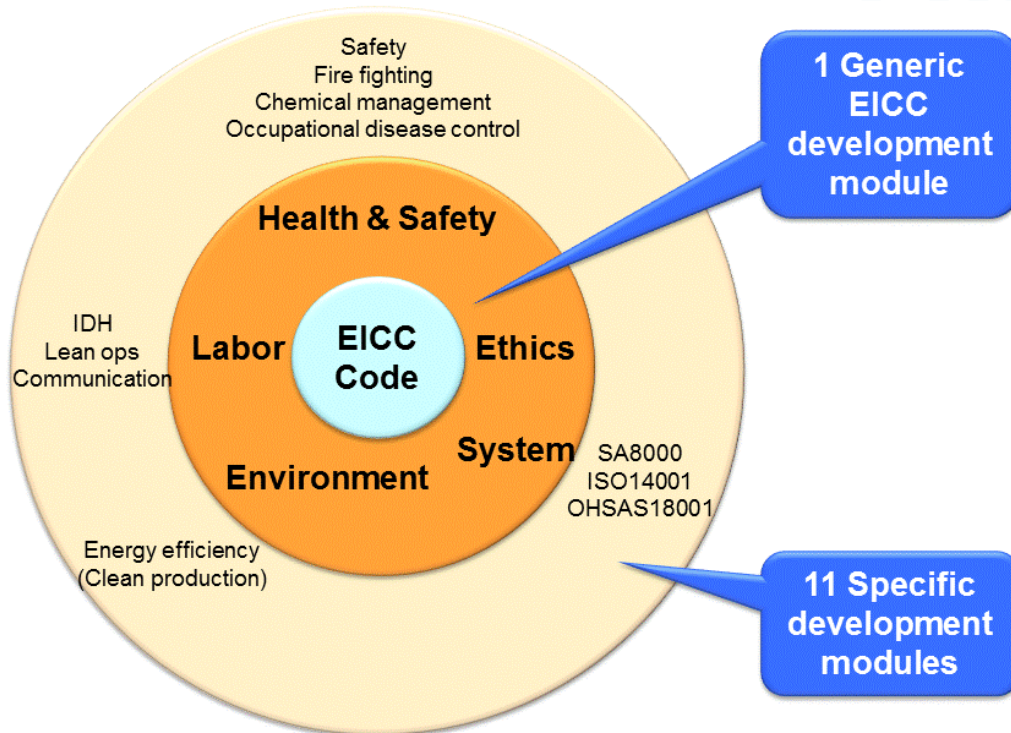 Safety
Fire fighting
Chemical management
Occupational disease control
1 Generic
EICC
development
module
Health & Safety
IDH
Lean ops
Communication
Labor
EICC
Code
Ethics
System
Environment
SA8000
ISO14001
OHSAS18001
Energy efficiency
(Clean production)
11 Specific
development
modules